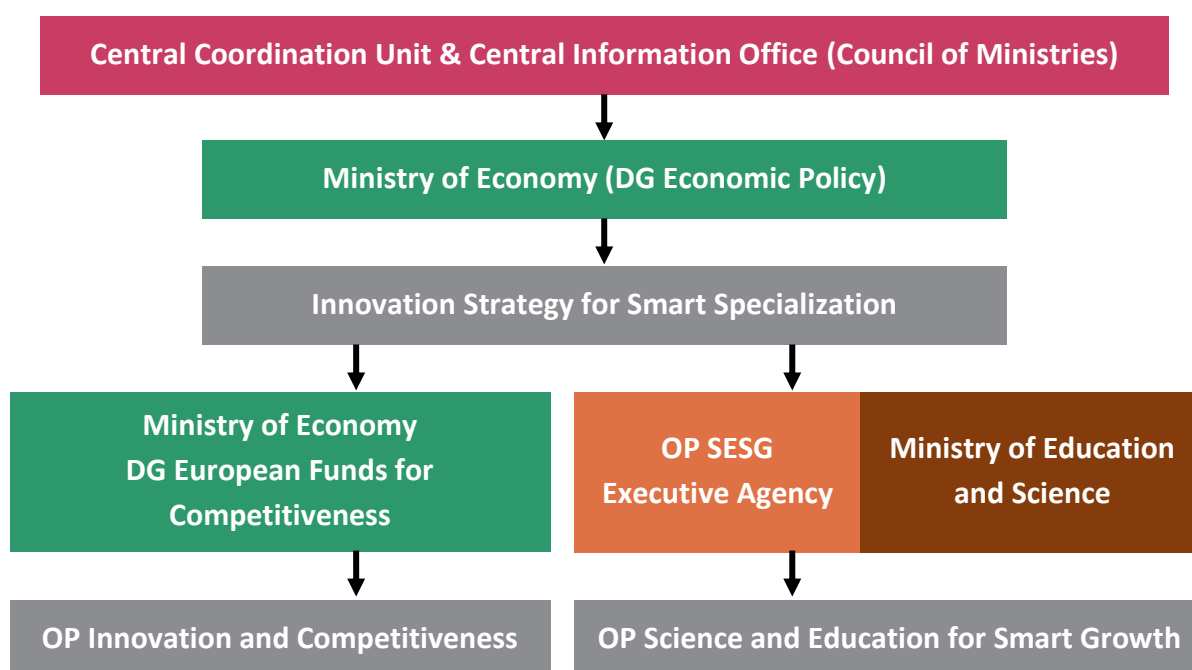 Central Coordination Unit & Central Information Office (Council of Ministries)
Ministry of Economy (DG Economic Policy)
Innovation Strategy for Smart Specialization
Ministry of Economy
DG European Funds for
Competitiveness
OP SESG
Executive Agency
Ministry of Education
and Science
OP Innovation and Competitiveness
OP Science and Education for Smart Growth